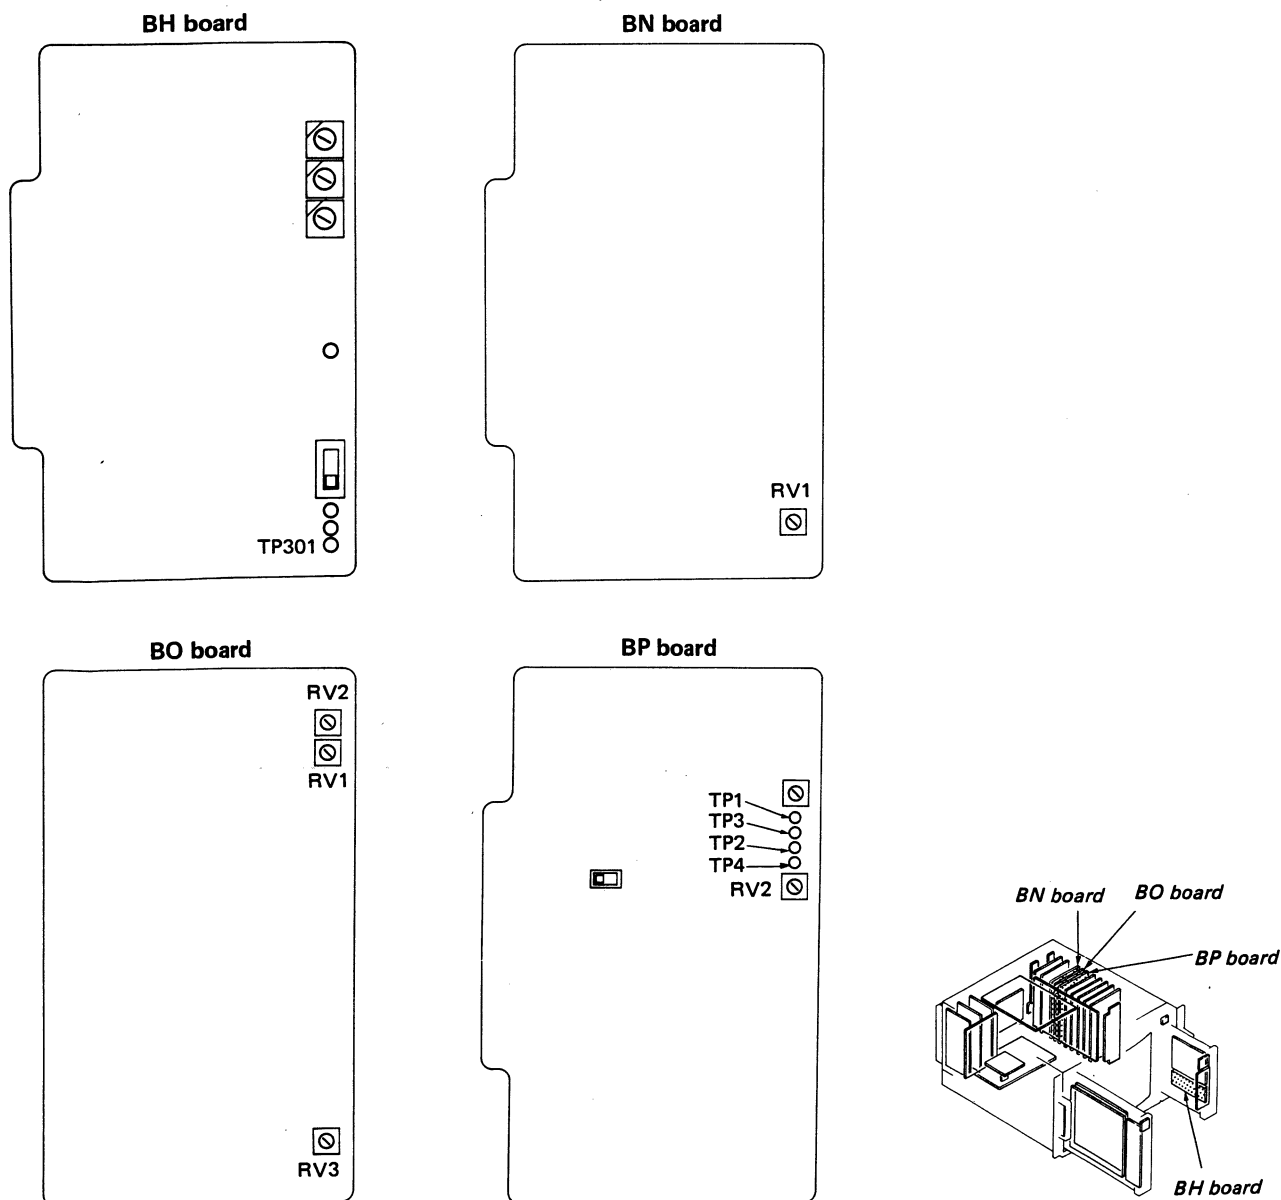 BH board
BN board
RV1
TP301
BO board
BP board
RV2
RV1
TP1
TP3
TP2
TP4
RV2
RV3
BN board
BO board
BP board
BH board